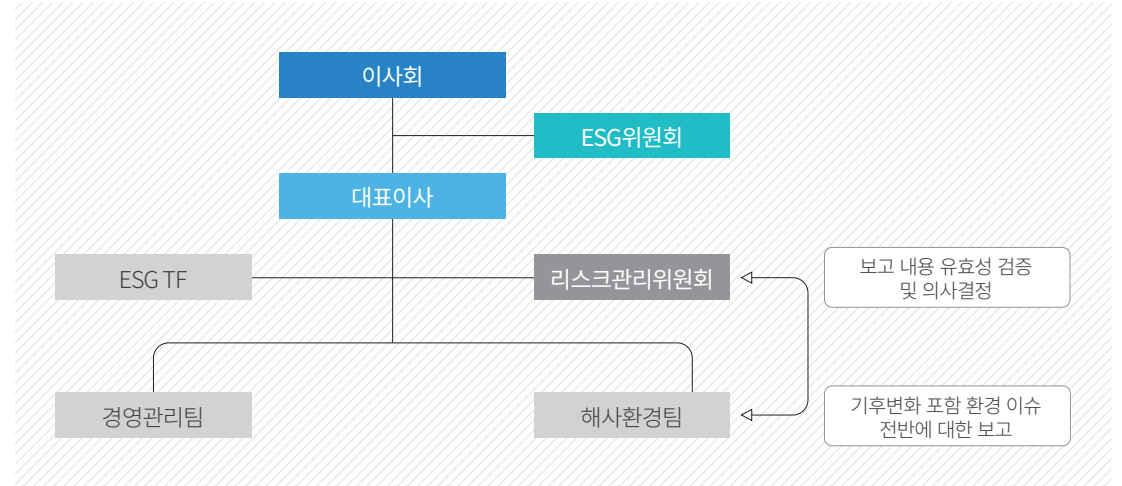 이사회
ESG위원회
대표이사
ESG TF
리스크관리위원회
보고 내용 유효성 검증
및 의사결정
경영관리팀
해사환경팀
기후변화 포함 환경 이슈
전반에 대한 보고